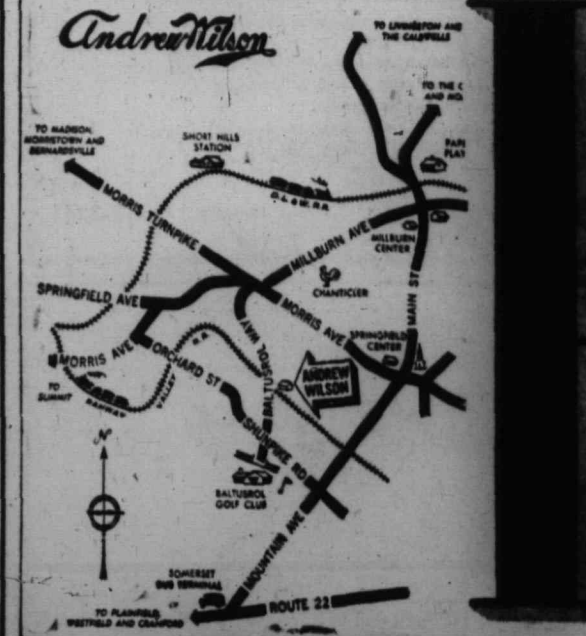 Andrew Wilson
TO LIVINGSTON AND
THE CALDWELLS
TO THE
AND
TO MADISON,
MORRISTOWN AND
BERNARDSVILLE
SHORT HILLS
STATION
D. L. & W. R.R.
MORRIS TURNPIKE
MILLBURN AVE
MILLBURN
CENTER
CHANTICLER
SPRINGFIELD AVE
MORRIS AVE
MAIN ST
SPRINGFIELD
CENTER
MORRIS AVE
ORCHARD ST
R.R.
BALTUSROL WAY
ANDREW
WILSON
TO
SUMMIT
RAHWAY
VALLEY
SHUNPIKE RD
N
BALTUSROL
GOLF CLUB
MOUNTAIN AVE
SOMERSET
BUS TERMINAL
ROUTE 22
TO PLAINFIELD,
WESTFIELD AND CRANFORD